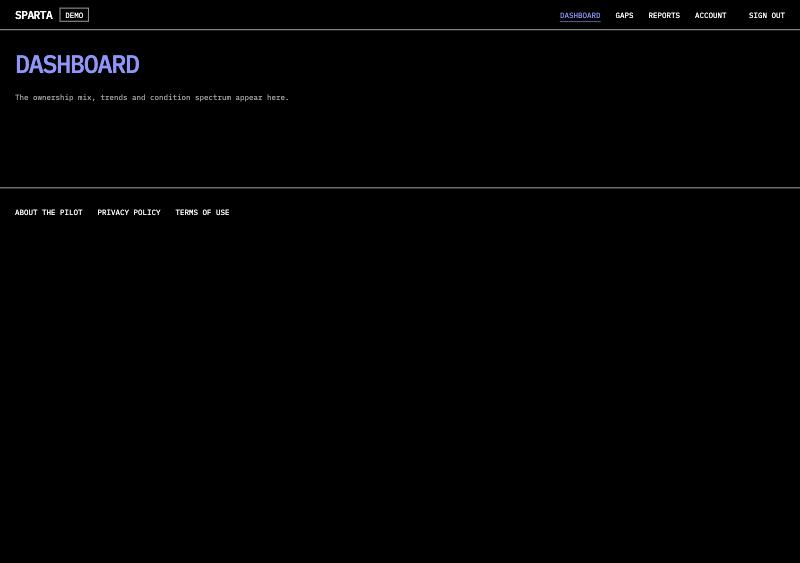 SPARTA DEMO DASHBOARD GAPS REPORTS ACCOUNT SIGN OUT
DASHBOARD
The ownership mix, trends and condition spectrum appear here.
ABOUT THE PILOT PRIVACY POLICY TERMS OF USE